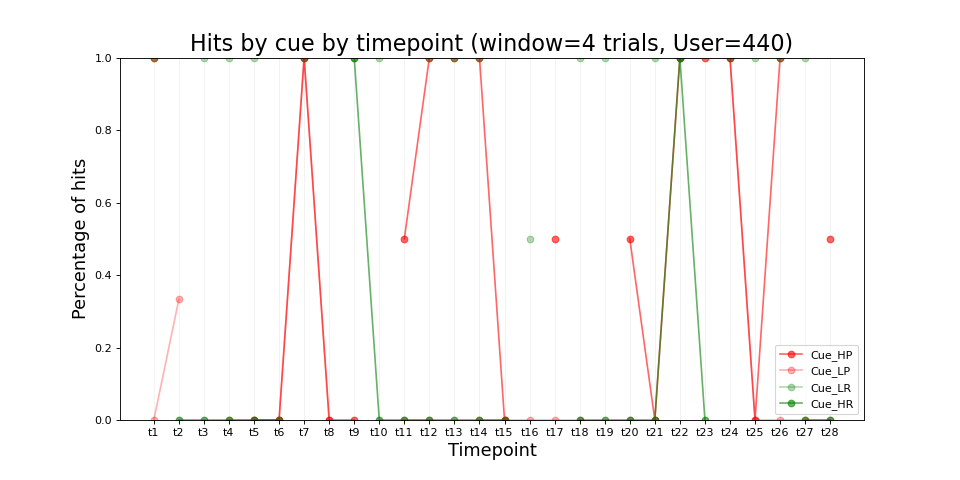 Hits by cue by timepoint (window=4 trials, User=440)
Percentage of hits
1.0
0.8
0.6
0.4
0.2
0.0
Cue_HP
Cue_LP
Cue_LR
Cue_HR
t1 t2 t3 t4 t5 t6 t7 t8 t9 t10 t11 t12 t13 t14 t15 t16 t17 t18 t19 t20 t21 t22 t23 t24 t25 t26 t27 t28
Timepoint